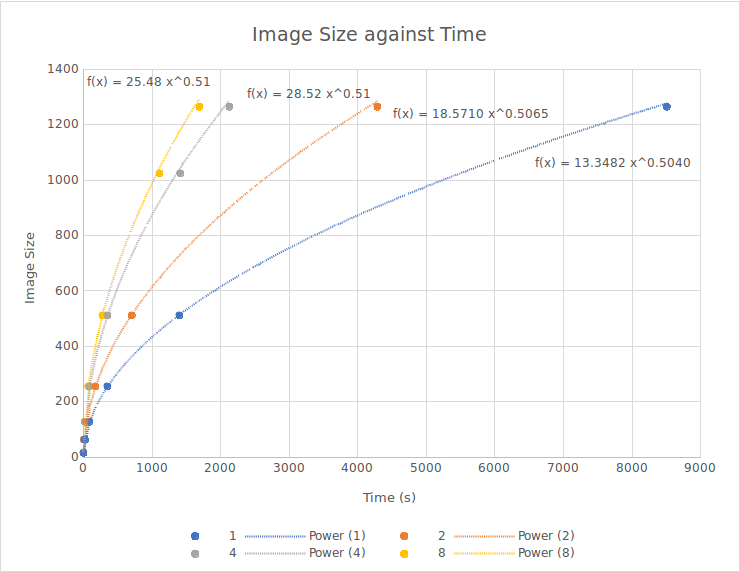 Image Size against Time
1400
1200
1000
800
600
400
200
0
Image Size
f(x) = 25.48 x^0.51
f(x) = 28.52 x^0.51
f(x) = 18.5710 x^0.5065
f(x) = 13.3482 x^0.5040
0 1000 2000 3000 4000 5000 6000 7000 8000 9000
Time (s)
1 Power (1) 2 Power (2)
4 Power (4) 8 Power (8)